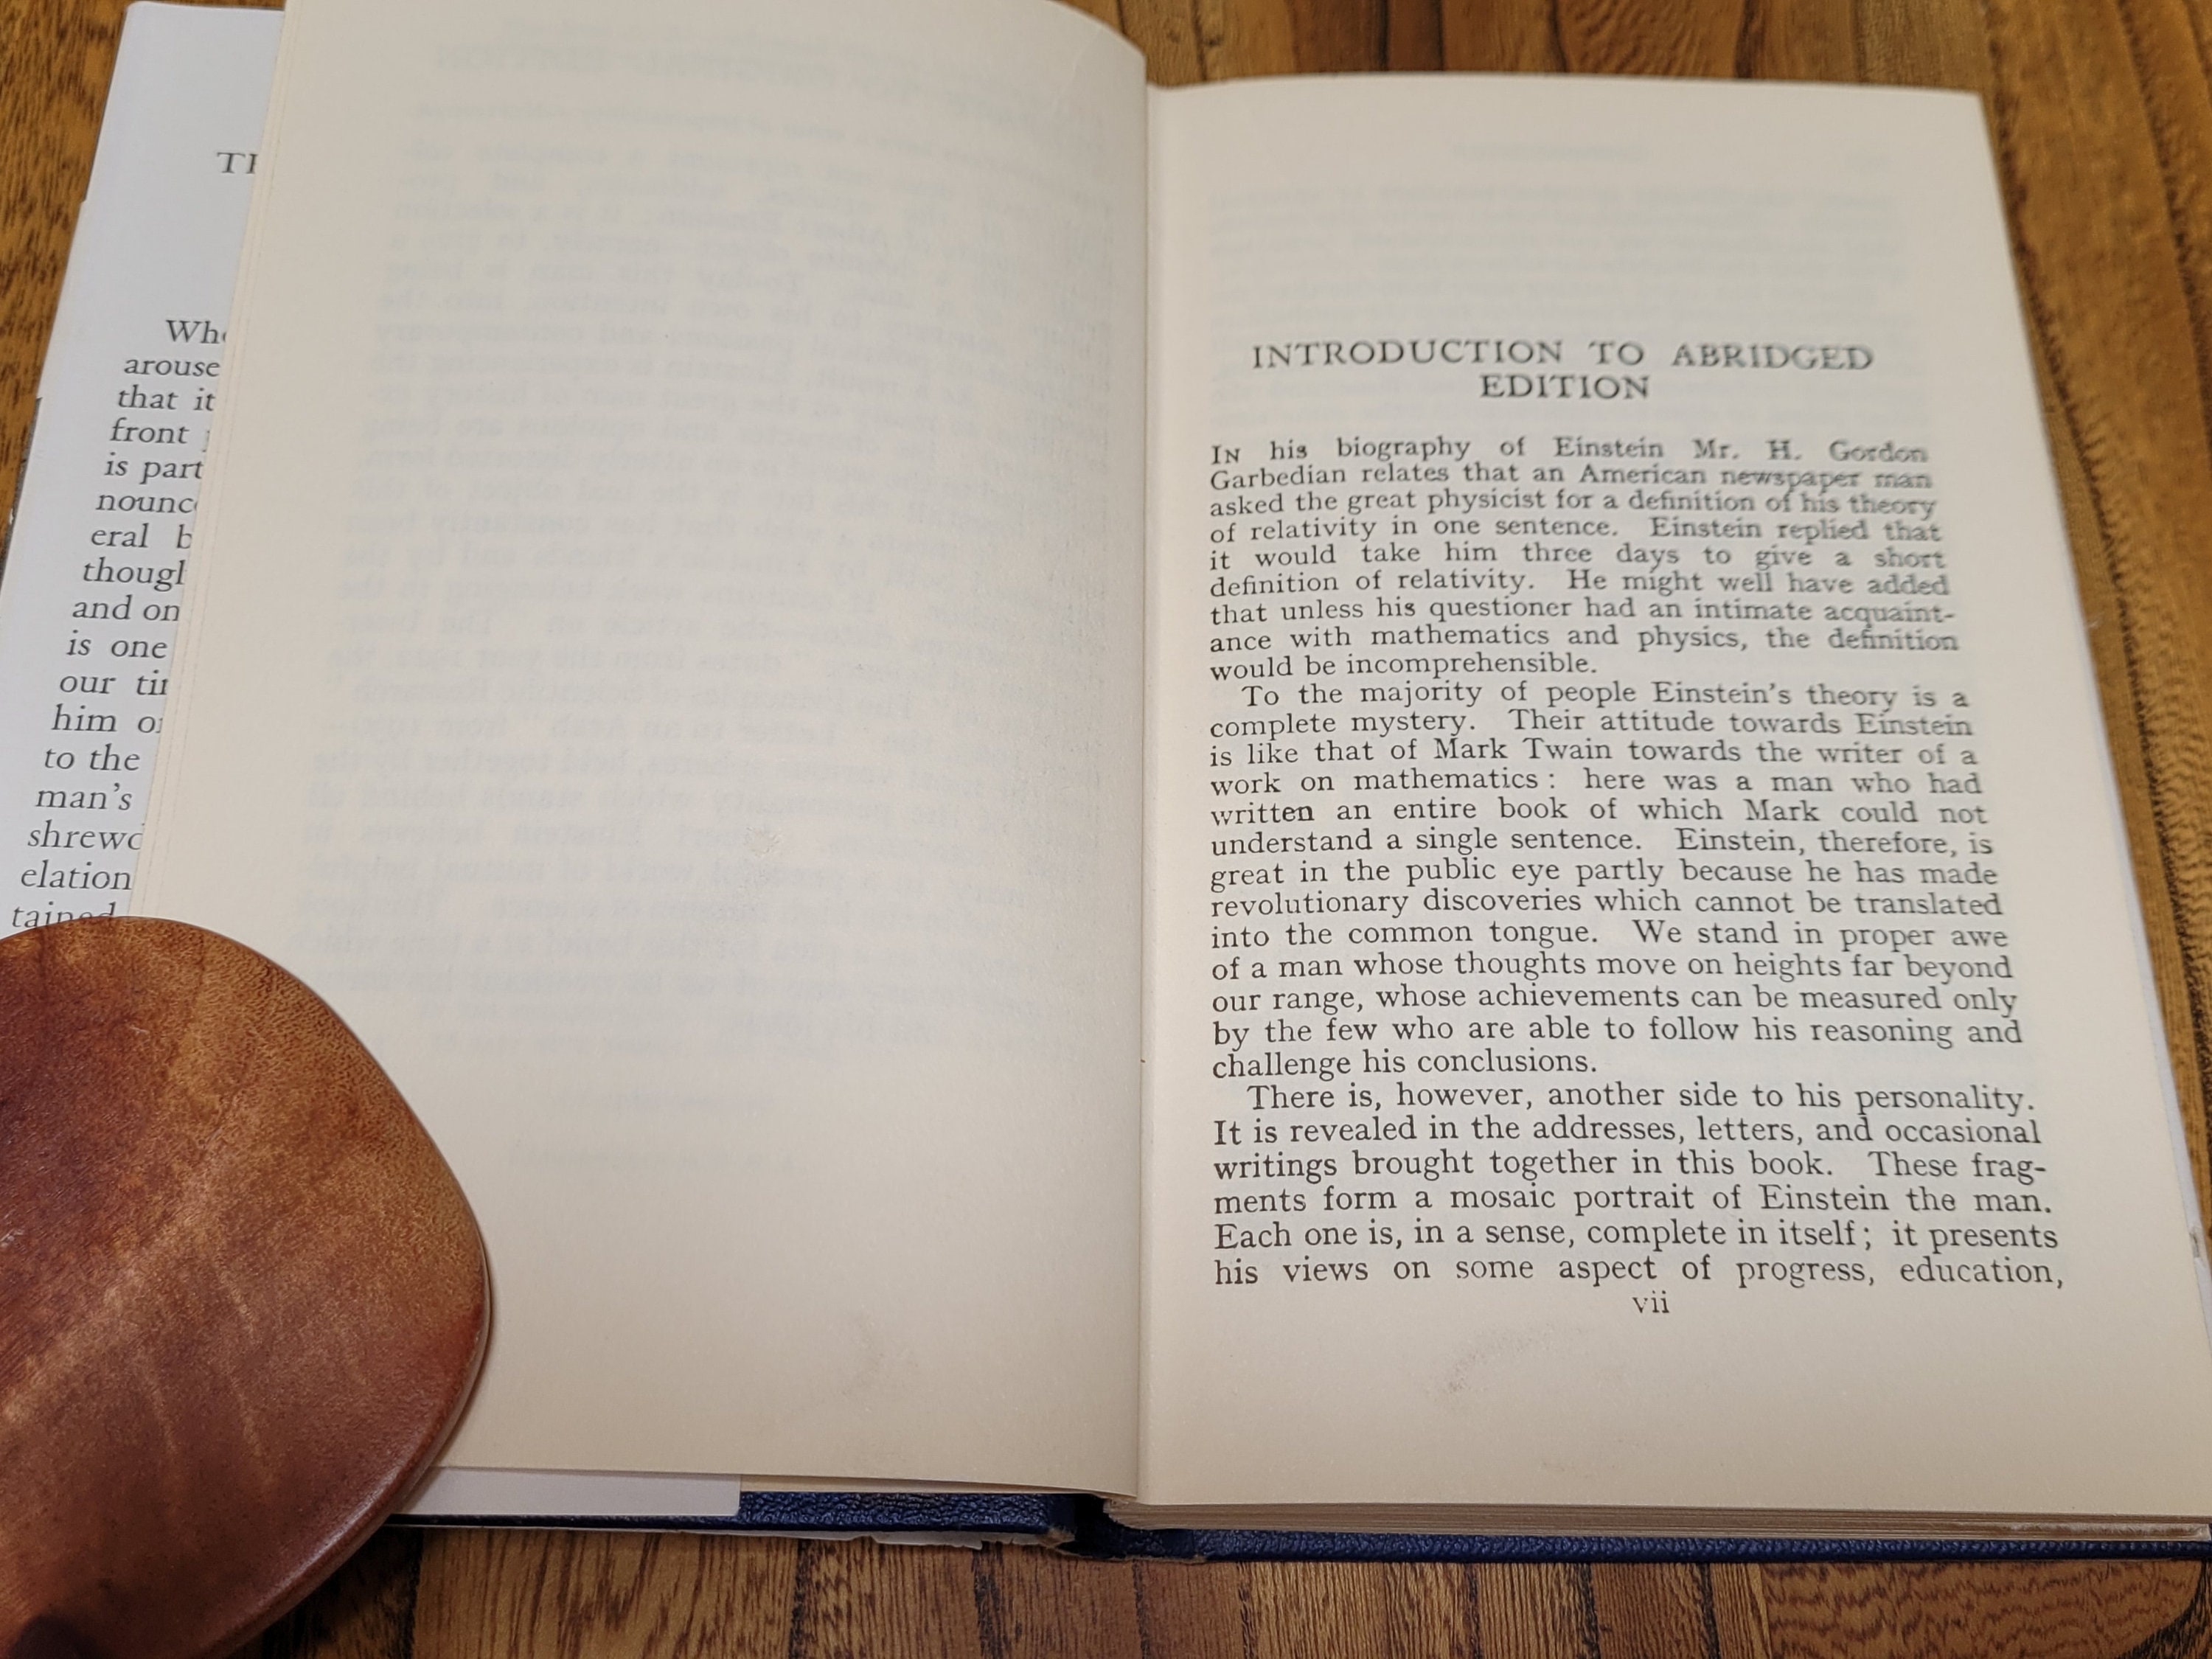 TH
Who
arouse
that it
front
is part
nounc
eral b
though
and on
is one
our tir
him o
to the
man's
shrewd
elation
tained
INTRODUCTION TO ABRIDGED
EDITION
In his biography of Einstein Mr. H. Gordon
Garbedian relates that an American newspaper man
asked the great physicist for a definition of his theory
of relativity in one sentence. Einstein replied that
it would take him three days to give a short
definition of relativity. He might well have added
that unless his questioner had an intimate acquaint-
ance with mathematics and physics, the definition
would be incomprehensible.
To the majority of people Einstein's theory is a
complete mystery. Their attitude towards Einstein
is like that of Mark Twain towards the writer of a
work on mathematics: here was a man who had
written an entire book of which Mark could not
understand a single sentence. Einstein, therefore, is
great in the public eye partly because he has made
revolutionary discoveries which cannot be translated
into the common tongue. We stand in proper awe
of a man whose thoughts move on heights far beyond
our range, whose achievements can be measured only
by the few who are able to follow his reasoning and
challenge his conclusions.
There is, however, another side to his personality.
It is revealed in the addresses, letters, and occasional
writings brought together in this book. These frag-
ments form a mosaic portrait of Einstein the man.
Each one is, in a sense, complete in itself; it presents
his views on some aspect of progress, education,
vii